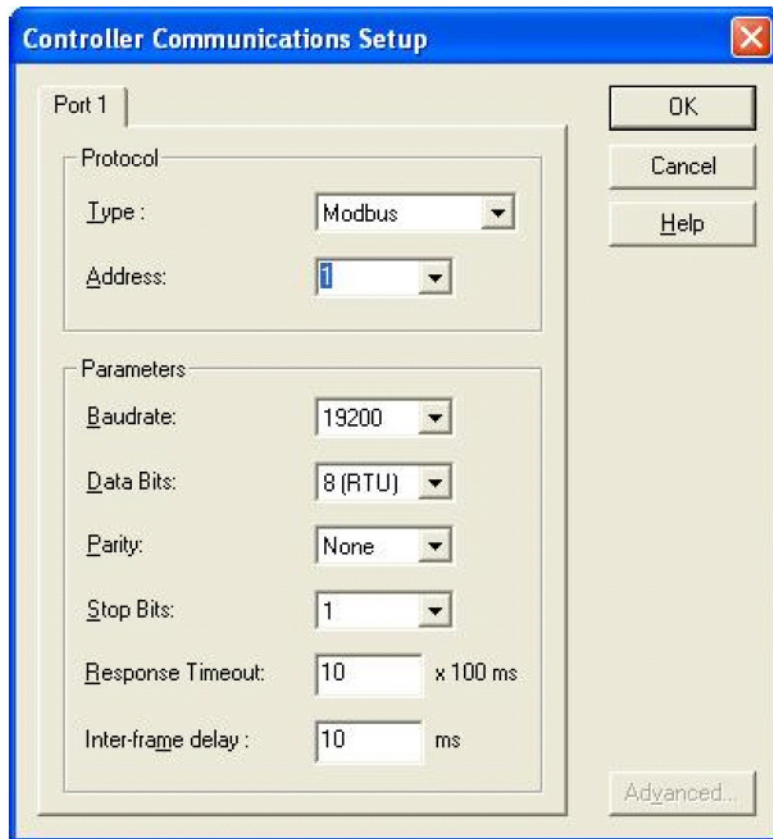 Controller Communications Setup
Port 1
OK
Cancel
Help
Protocol
Type : Modbus
Address: 1
Parameters
Baudrate: 19200
Data Bits: 8 (RTU)
Parity: None
Stop Bits: 1
Response Timeout: 10 x 100 ms
Inter-frame delay : 10 ms
Advanced...